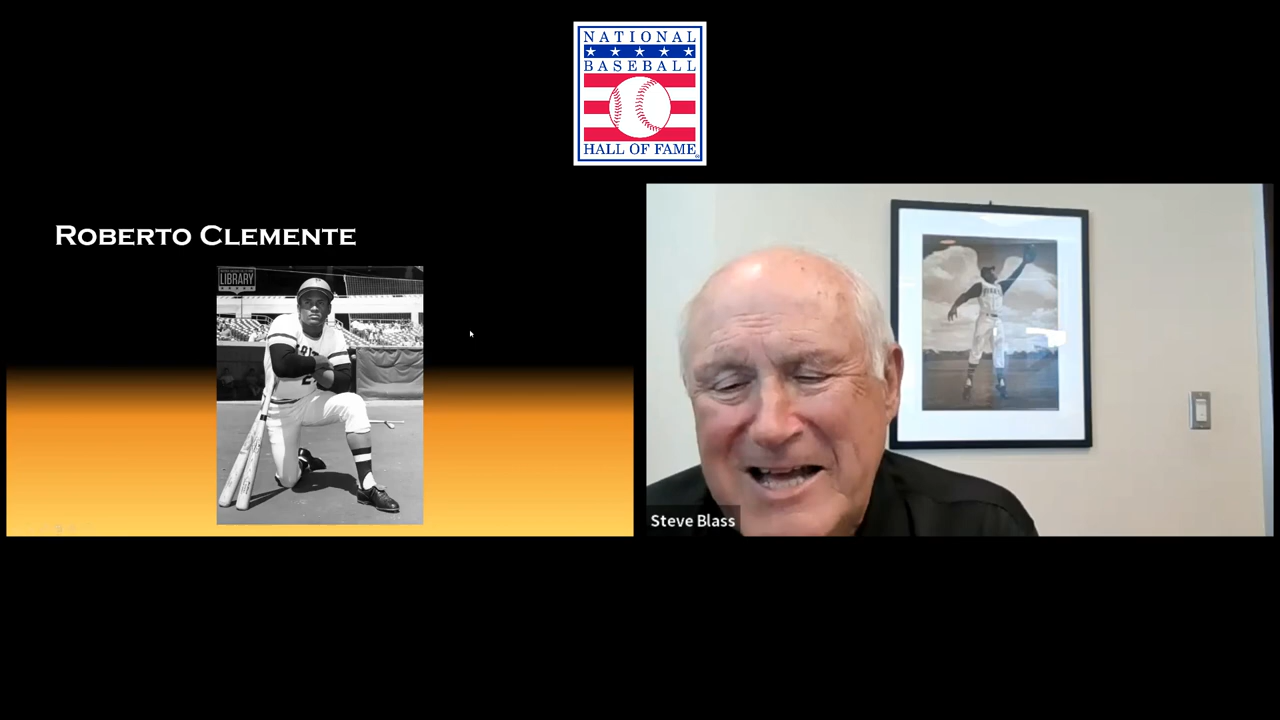 NATIONAL
BASEBALL
HALL OF FAME
ROBERTO CLEMENTE
LIBRARY
Steve Blass